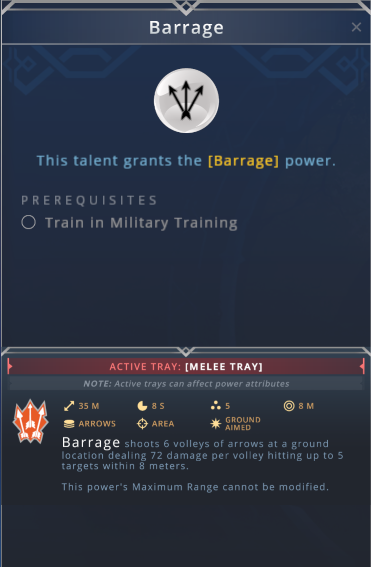 Barrage
This talent grants the [Barrage] power.
PREREQUISITES
Train in Military Training
ACTIVE TRAY: [MELEE TRAY]
NOTE: Active trays can affect power attributes
35 M 8 S 5 8 M
ARROWS AREA GROUND AIMED
Barrage shoots 6 volleys of arrows at a ground
location dealing 72 damage per volley hitting up to 5
targets within 8 meters.
This power's Maximum Range cannot be modified.